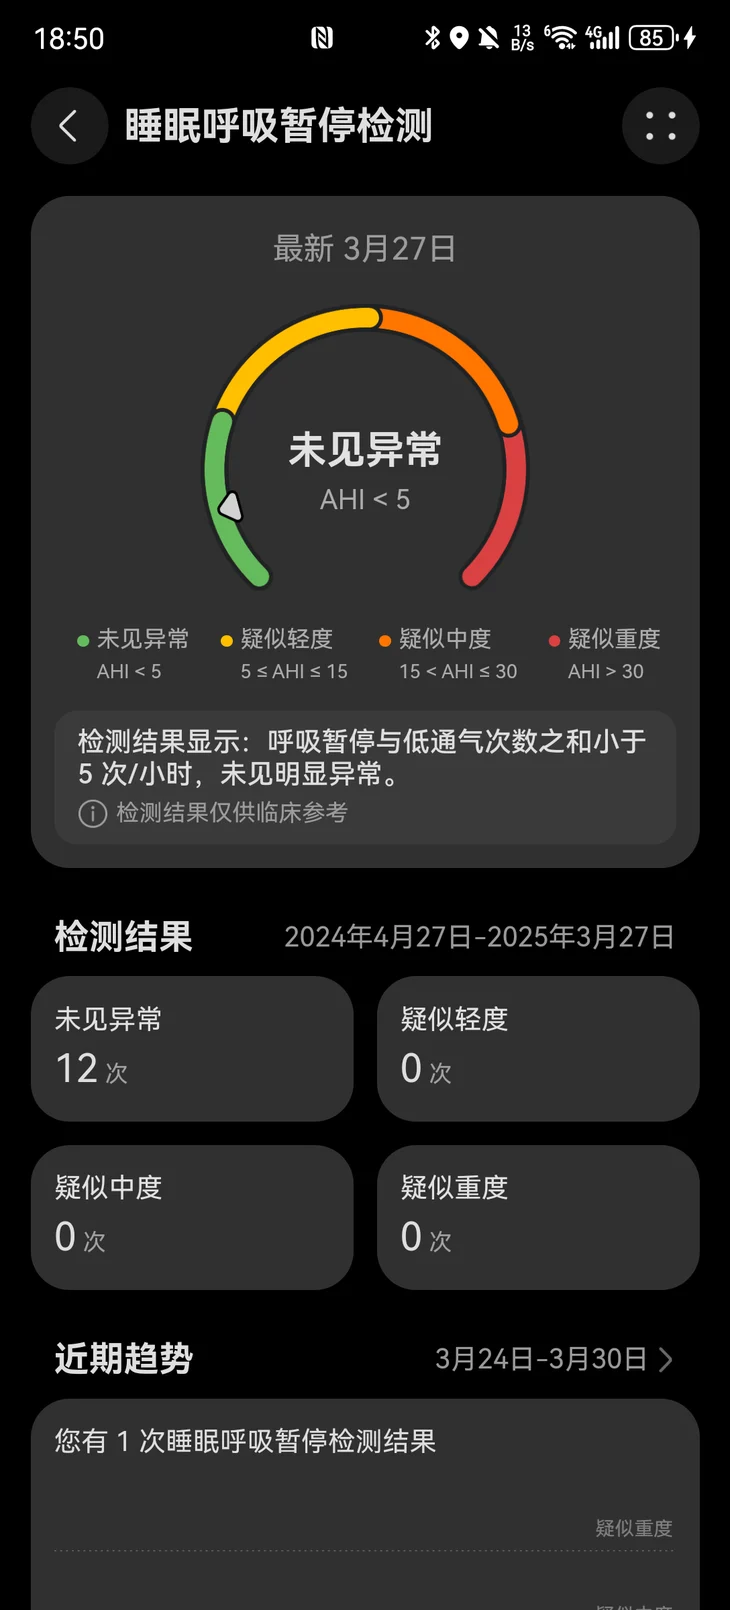 18:50
13 B/s 6 4G 85
睡眠呼吸暂停检测
最新 3月27日
未见异常
AHI < 5
未见异常 疑似轻度 疑似中度 疑似重度
AHI < 5 5 ≤ AHI ≤ 15 15 < AHI ≤ 30 AHI > 30
检测结果显示：呼吸暂停与低通气次数之和小于
5 次/小时，未见明显异常。
检测结果仅供临床参考
检测结果 2024年4月27日-2025年3月27日
未见异常 疑似轻度
12 次 0 次
疑似中度 疑似重度
0 次 0 次
近期趋势 3月24日-3月30日
您有 1 次睡眠呼吸暂停检测结果
疑似重度